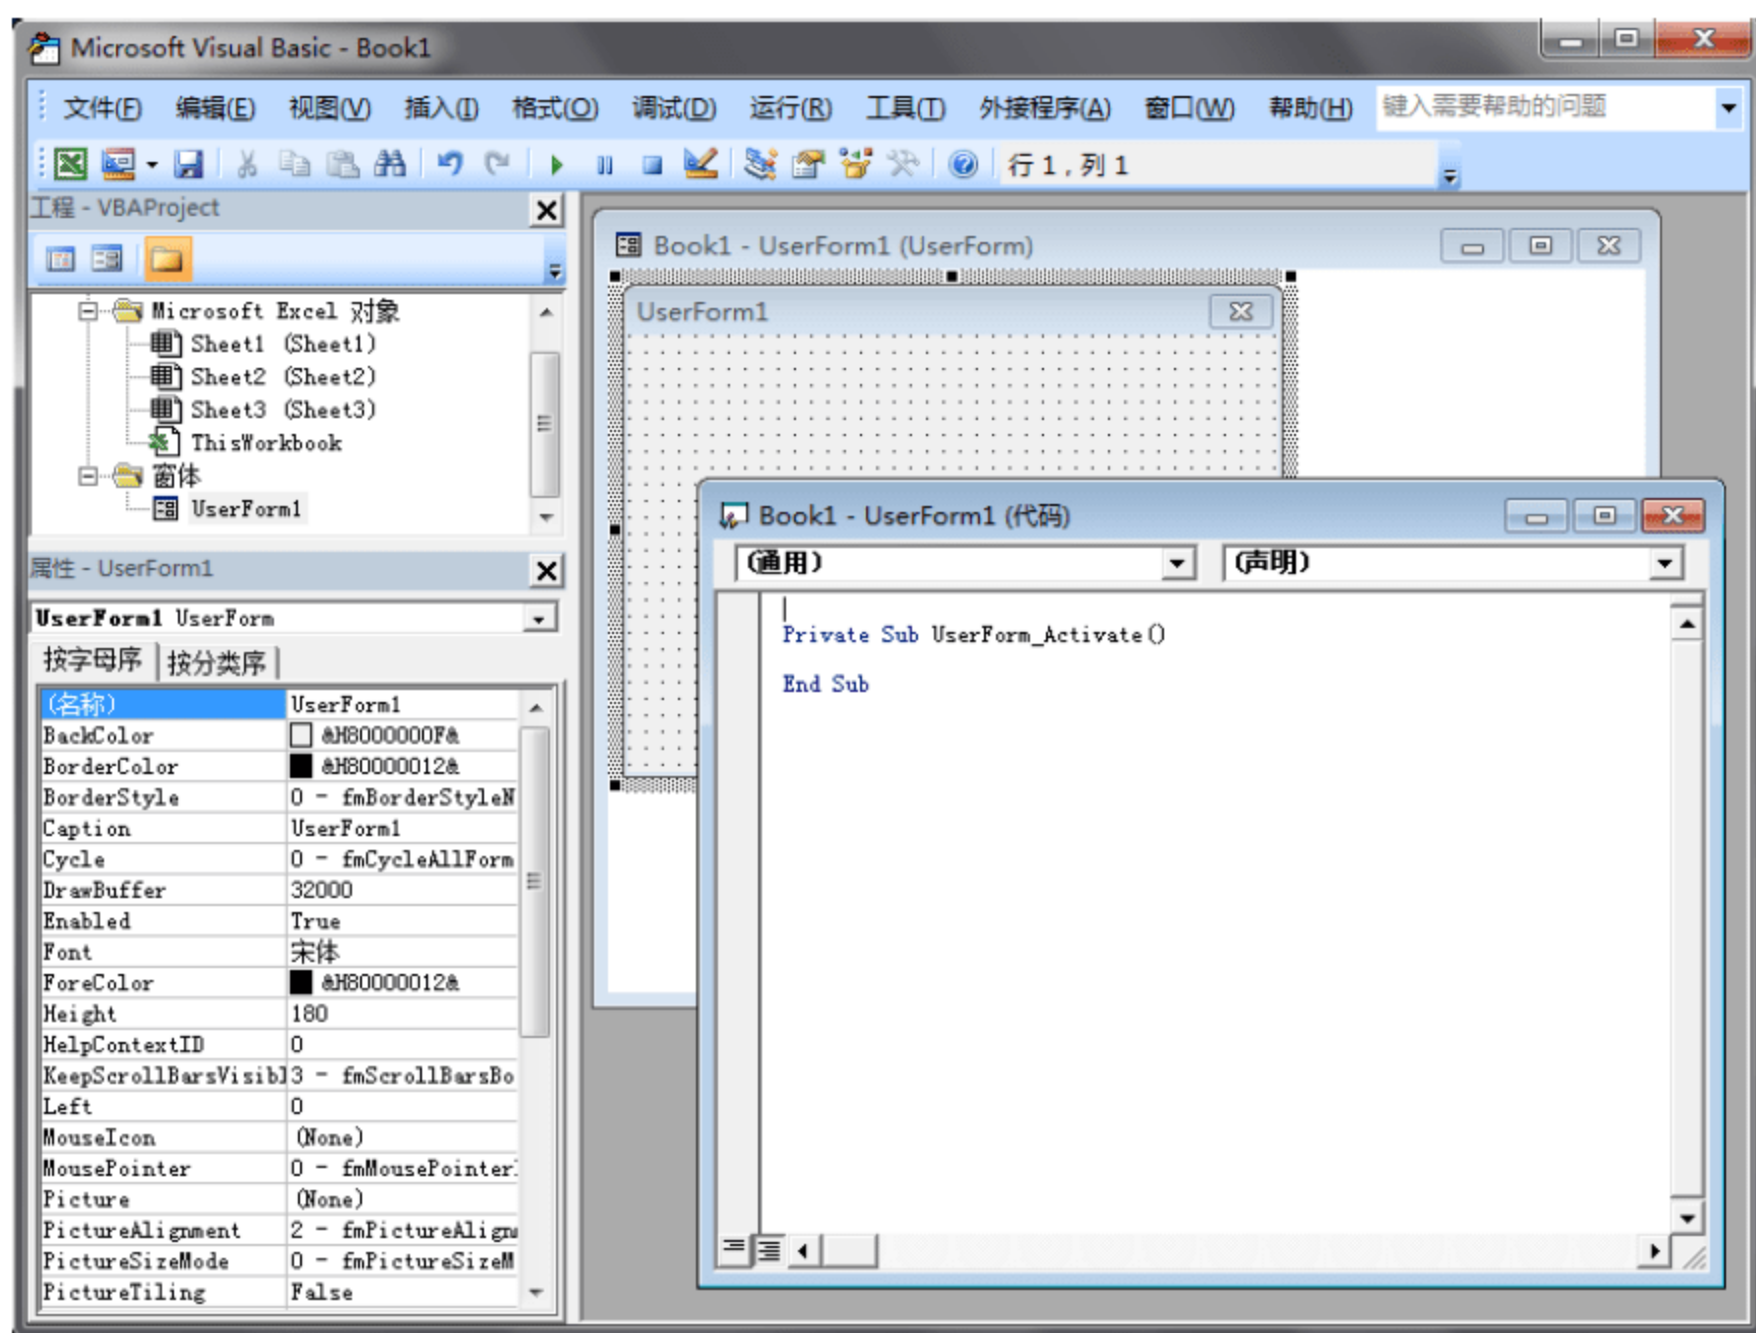 Microsoft Visual Basic - Book1
文件(F) 编辑(E) 视图(V) 插入(I) 格式(O) 调试(D) 运行(R) 工具(T) 外接程序(A) 窗口(W) 帮助(H) 键入需要帮助的问题
行 1 , 列 1
工程 - VBAProject
Microsoft Excel 对象
Sheet1 (Sheet1)
Sheet2 (Sheet2)
Sheet3 (Sheet3)
ThisWorkbook
窗体
UserForm1
属性 - UserForm1
UserForm1 UserForm
按字母序 按分类序
(名称) UserForm1
BackColor &H8000000F&
BorderColor &H80000012&
BorderStyle 0 - fmBorderStyleN
Caption UserForm1
Cycle 0 - fmCycleAllForm
DrawBuffer 32000
Enabled True
Font 宋体
ForeColor &H80000012&
Height 180
HelpContextID 0
KeepScrollBarsVisibl 3 - fmScrollBarsBo
Left 0
MouseIcon (None)
MousePointer 0 - fmMousePointer
Picture (None)
PictureAlignment 2 - fmPictureAlign
PictureSizeMode 0 - fmPictureSizeM
PictureTiling False
Book1 - UserForm1 (UserForm)
UserForm1
Book1 - UserForm1 (代码)
(通用) (声明)
Private Sub UserForm_Activate()
End Sub